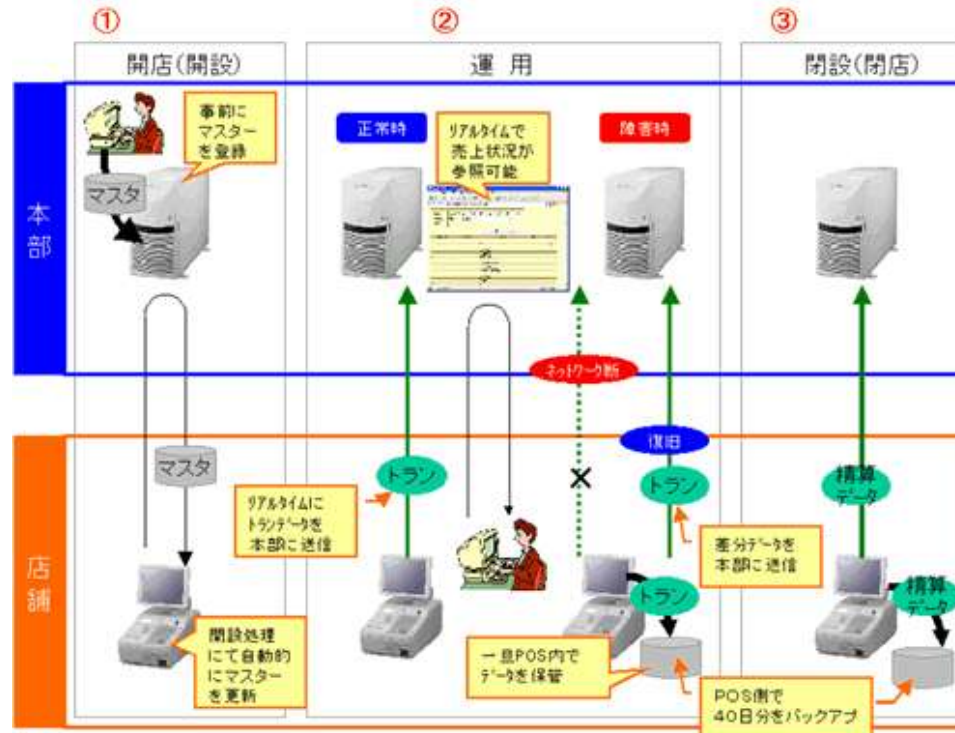 ①
②
③
開店(開設)
運 用
閉設(閉店)
本部
事前に
マスター
を登録
マスタ
正常時
リアルタイムで
売上状況が
参照可能
障害時
ネットワーク断
店舗
マスタ
開設処理
にて自動的
にマスター
を更新
トラン
リアルタイムに
トランデータを
本部に送信
復旧
トラン
差分データを
本部に送信
トラン
一旦POS内で
データを保管
精算
データ
精算
データ
POS側で
40日分をバックアプ